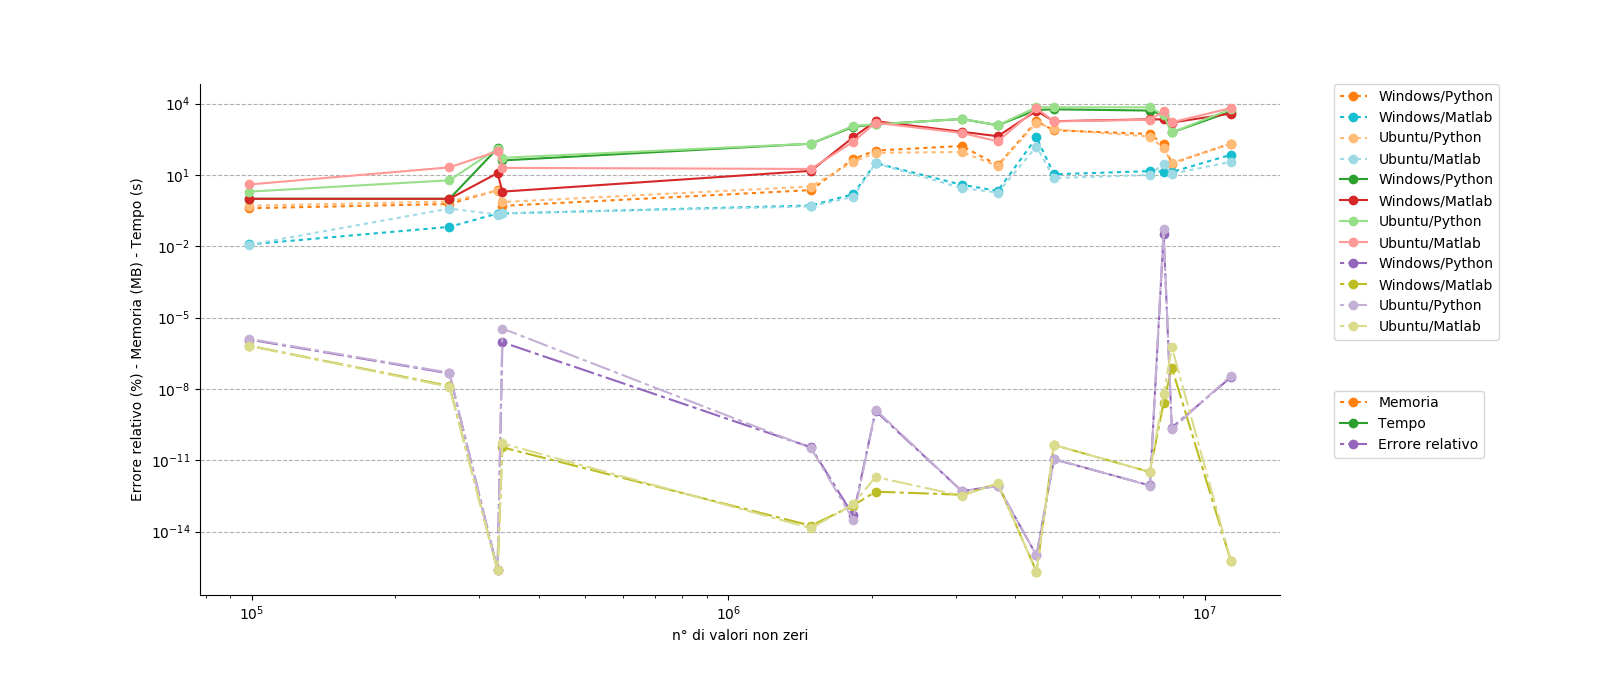 10⁴
10¹
10⁻²
10⁻⁵
10⁻⁸
10⁻¹¹
10⁻¹⁴
Errore relativo (%) - Memoria (MB) - Tempo (s)
10⁵
10⁶
10⁷
n° di valori non zeri
Windows/Python
Windows/Matlab
Ubuntu/Python
Ubuntu/Matlab
Windows/Python
Windows/Matlab
Ubuntu/Python
Ubuntu/Matlab
Windows/Python
Windows/Matlab
Ubuntu/Python
Ubuntu/Matlab
Memoria
Tempo
Errore relativo